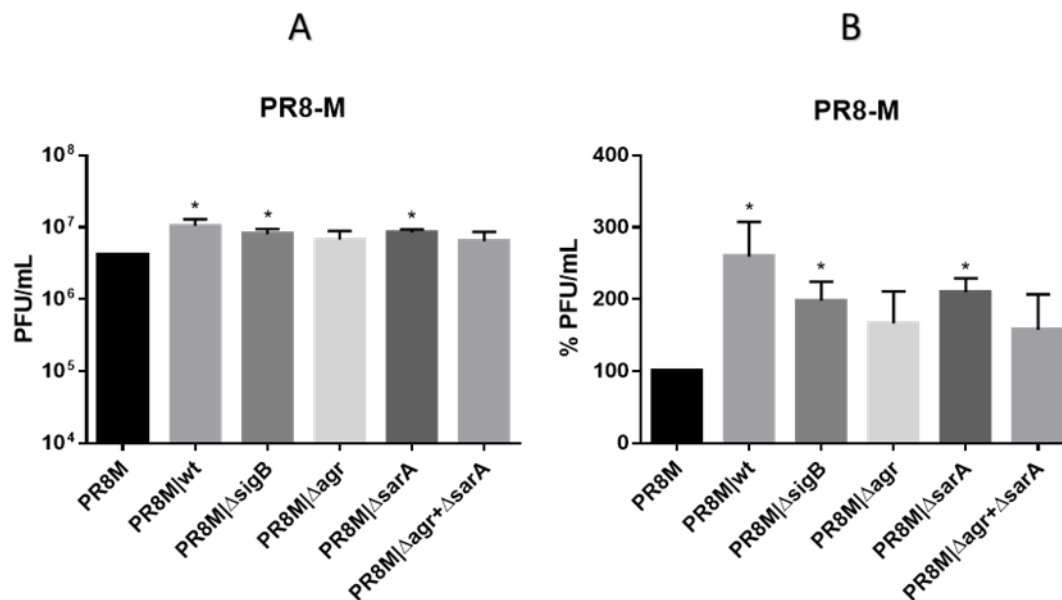 A
PR8-M
PFU/mL
10^8
10^7
10^6
10^5
10^4
*
*
*
PR8M
PR8M|wt
PR8M|ΔsigB
PR8M|Δagr
PR8M|ΔsarA
PR8M|Δagr+ΔsarA
B
PR8-M
% PFU/mL
400
300
200
100
0
*
*
*
PR8M
PR8M|wt
PR8M|ΔsigB
PR8M|Δagr
PR8M|ΔsarA
PR8M|Δagr+ΔsarA